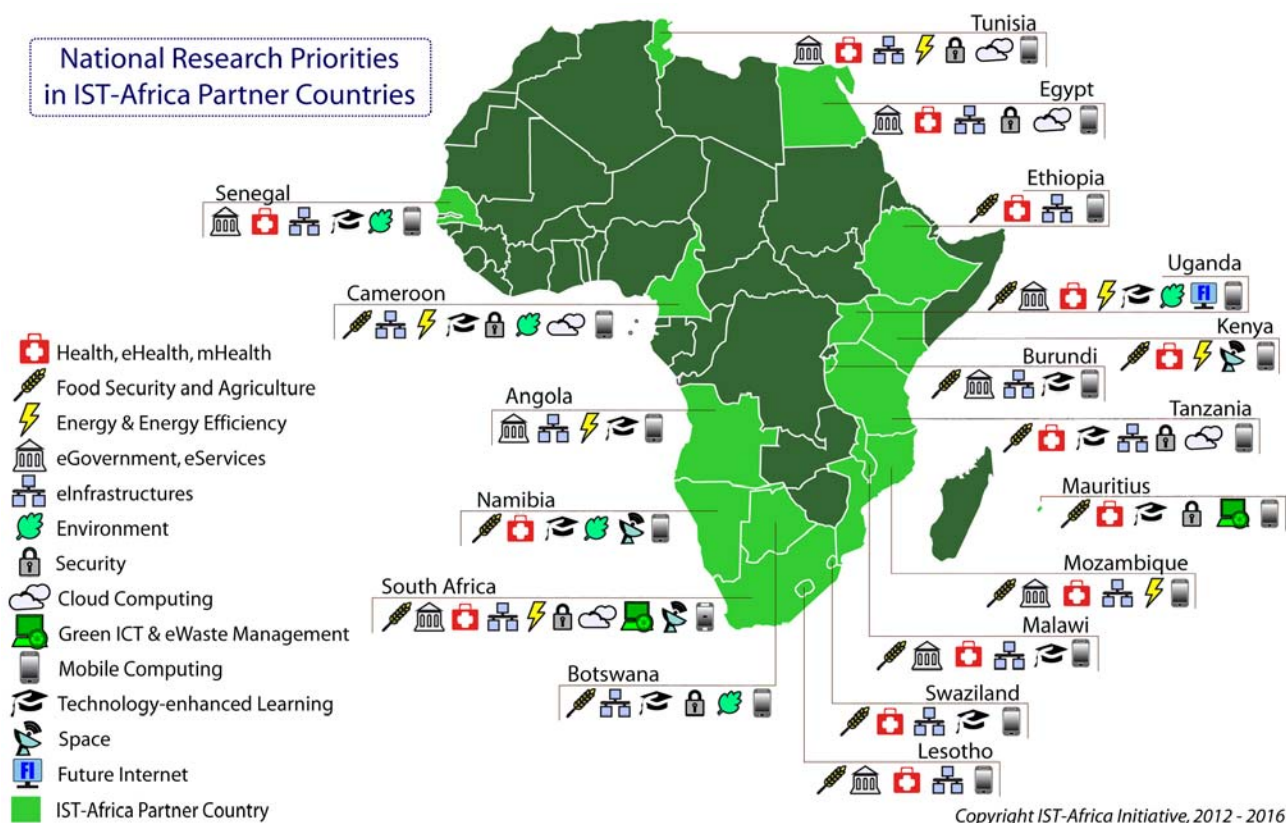 National Research Priorities
in IST-Africa Partner Countries
Tunisia
Egypt
Ethiopia
Senegal
Uganda
Cameroon
Kenya
Burundi
Angola
Tanzania
Namibia
Mauritius
Mozambique
South Africa
Malawi
Botswana
Swaziland
Lesotho
Health, eHealth, mHealth
Food Security and Agriculture
Energy & Energy Efficiency
eGovernment, eServices
eInfrastructures
Environment
Security
Cloud Computing
Green ICT & eWaste Management
Mobile Computing
Technology-enhanced Learning
Space
FI
Future Internet
IST-Africa Partner Country
FI
Copyright IST-Africa Initiative, 2012 - 2016